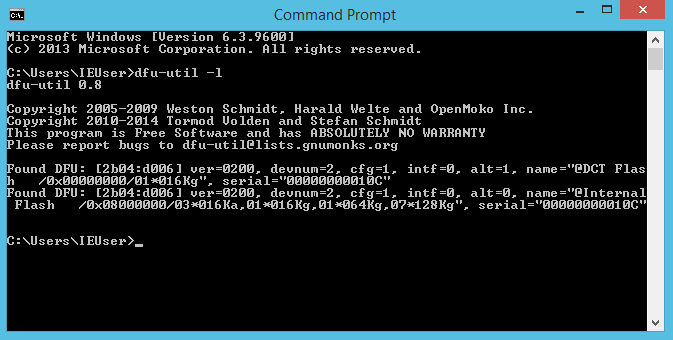 Command Prompt
Microsoft Windows [Version 6.3.9600]
(c) 2013 Microsoft Corporation. All rights reserved.
C:\Users\IEUser>dfu-util -l
dfu-util 0.8
Copyright 2005-2009 Weston Schmidt, Harald Welte and OpenMoko Inc.
Copyright 2010-2014 Tormod Volden and Stefan Schmidt
This program is Free Software and has ABSOLUTELY NO WARRANTY
Please report bugs to dfu-util@lists.gnumonks.org
Found DFU: [2b04:d006] ver=0200, devnum=2, cfg=1, intf=0, alt=1, name="@DCT Flas
h   /0x00000000/01*016Kg", serial="00000000010C"
Found DFU: [2b04:d006] ver=0200, devnum=2, cfg=1, intf=0, alt=0, name="@Internal
 Flash   /0x08000000/03*016Ka,01*016Kg,01*064Kg,07*128Kg", serial="00000000010C"
C:\Users\IEUser>_